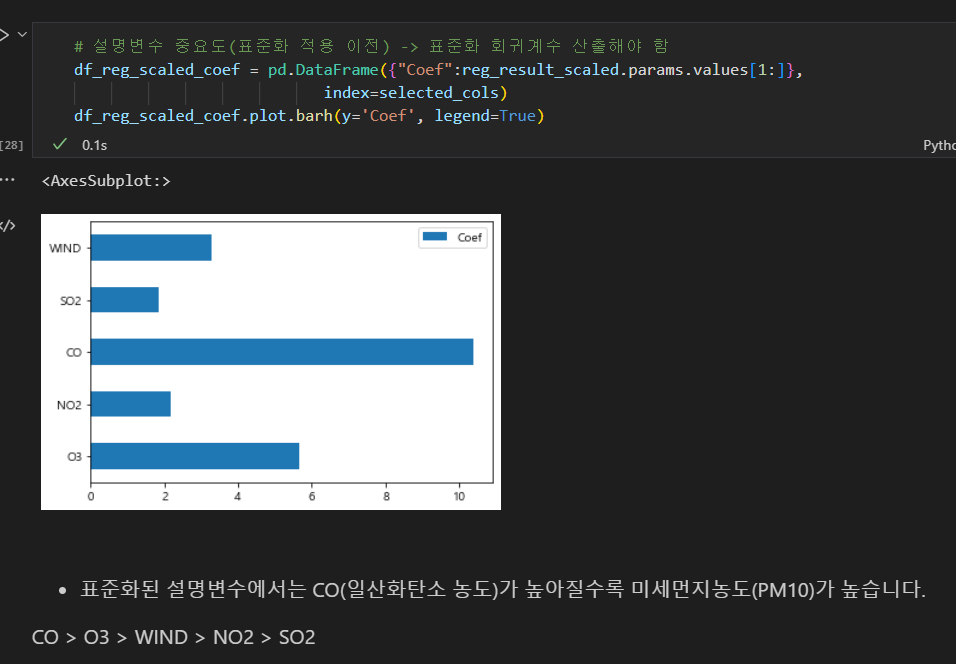 # 설명변수 중요도(표준화 적용 이전) -> 표준화 회귀계수 산출해야 함
df_reg_scaled_coef = pd.DataFrame({"Coef":reg_result_scaled.params.values[1:]},
index=selected_cols)
df_reg_scaled_coef.plot.barh(y='Coef', legend=True)
[28]
0.1s
Pytho
... <AxesSubplot:>
</>
Coef
WIND
SO2
CO
NO2
O3
0 2 4 6 8 10
• 표준화된 설명변수에서는 CO(일산화탄소 농도)가 높아질수록 미세먼지농도(PM10)가 높습니다.
CO > O3 > WIND > NO2 > SO2